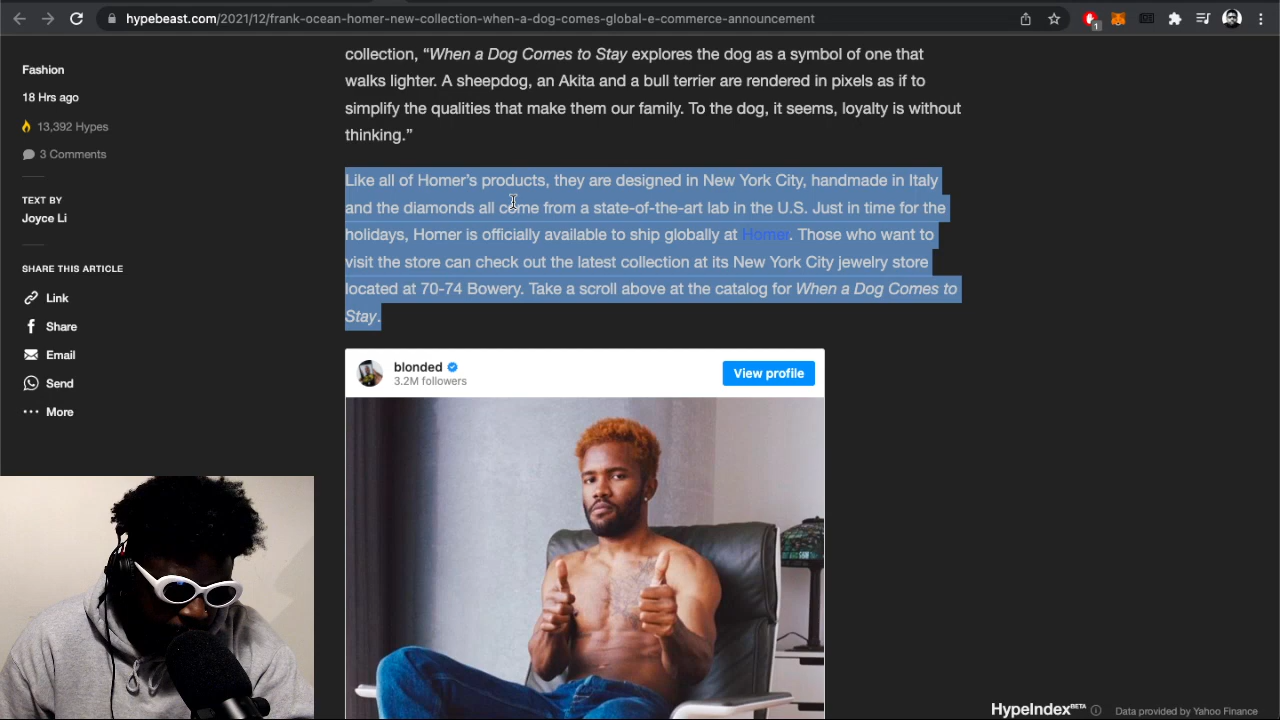 hypebeast.com/2021/12/frank-ocean-homer-new-collection-when-a-dog-comes-global-e-commerce-announcement
1
Fashion
18 Hrs ago
13,392 Hypes
3 Comments
TEXT BY
Joyce Li
SHARE THIS ARTICLE
Link
Share
Email
Send
More
collection, “When a Dog Comes to Stay explores the dog as a symbol of one that
walks lighter. A sheepdog, an Akita and a bull terrier are rendered in pixels as if to
simplify the qualities that make them our family. To the dog, it seems, loyalty is without
thinking.”
Like all of Homer’s products, they are designed in New York City, handmade in Italy
and the diamonds all come from a state-of-the-art lab in the U.S. Just in time for the
holidays, Homer is officially available to ship globally at Homer. Those who want to
visit the store can check out the latest collection at its New York City jewelry store
located at 70-74 Bowery. Take a scroll above at the catalog for When a Dog Comes to
Stay.
blonded
3.2M followers
View profile
HypeIndex BETA
Data provided by Yahoo Finance